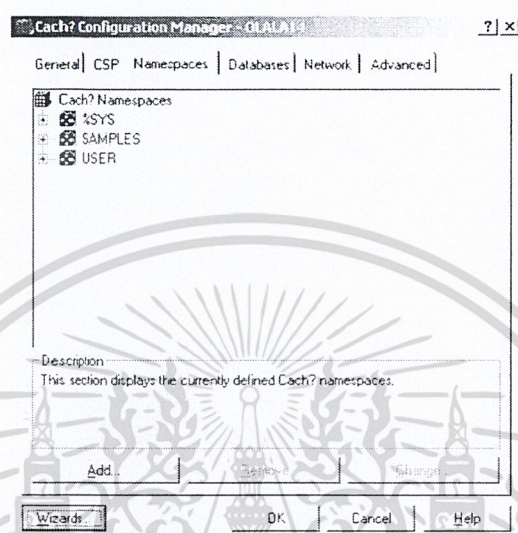 Cach? Configuration Manager - OLALA14
General CSP Namespaces Databases Network Advanced
Cach? Namespaces
%SYS
SAMPLES
USER
Description
This section displays the currently defined Cach? namespaces.
Add... Remove Change...
Wizards... OK Cancel Help